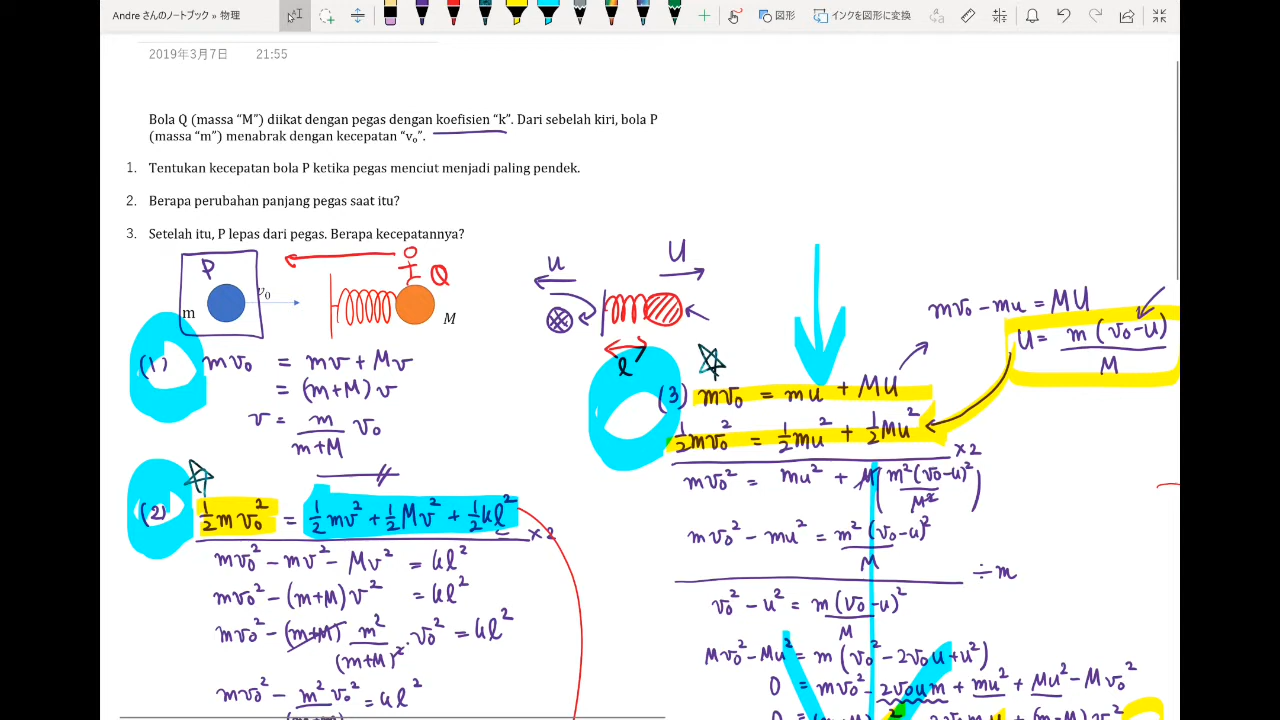 Andre さんのノートブック » 物理
図形
インクを図形に変換
2019年3月7日 21:55
Bola Q (massa “M”) diikat dengan pegas dengan koefisien “k”. Dari sebelah kiri, bola P
(massa “m”) menabrak dengan kecepatan “v₀”.
1. Tentukan kecepatan bola P ketika pegas menciut menjadi paling pendek.
2. Berapa perubahan panjang pegas saat itu?
3. Setelah itu, P lepas dari pegas. Berapa kecepatannya?
P
m
v₀
Q
M
u
U
l
(1) mv₀ = mv + Mv
= (m+M) v
v = m/(m+M) v₀
(2) ½mv₀² = ½mv² + ½Mv² + ½kl²
×2
mv₀² - mv² - Mv² = kl²
mv₀² - (m+M)v² = kl²
mv₀² - (m+M) m²/(m+M)² · v₀² = kl²
mv₀² - m²v₀² = kl²
mv₀ - mu = MU
U = m(v₀-u)/M
(3) mv₀ = mu + MU
½mv₀² = ½mu² + ½MU²
×2
mv₀² = mu² + M(m²(v₀-u)²/M²)
mv₀² - mu² = m²(v₀-u)²/M
÷m
v₀² - u² = m(v₀-u)²/M
Mv₀² - Mu² = m(v₀² - 2v₀u + u²)
0 = mv₀² - 2v₀um + mu² + Mu² - Mv₀²